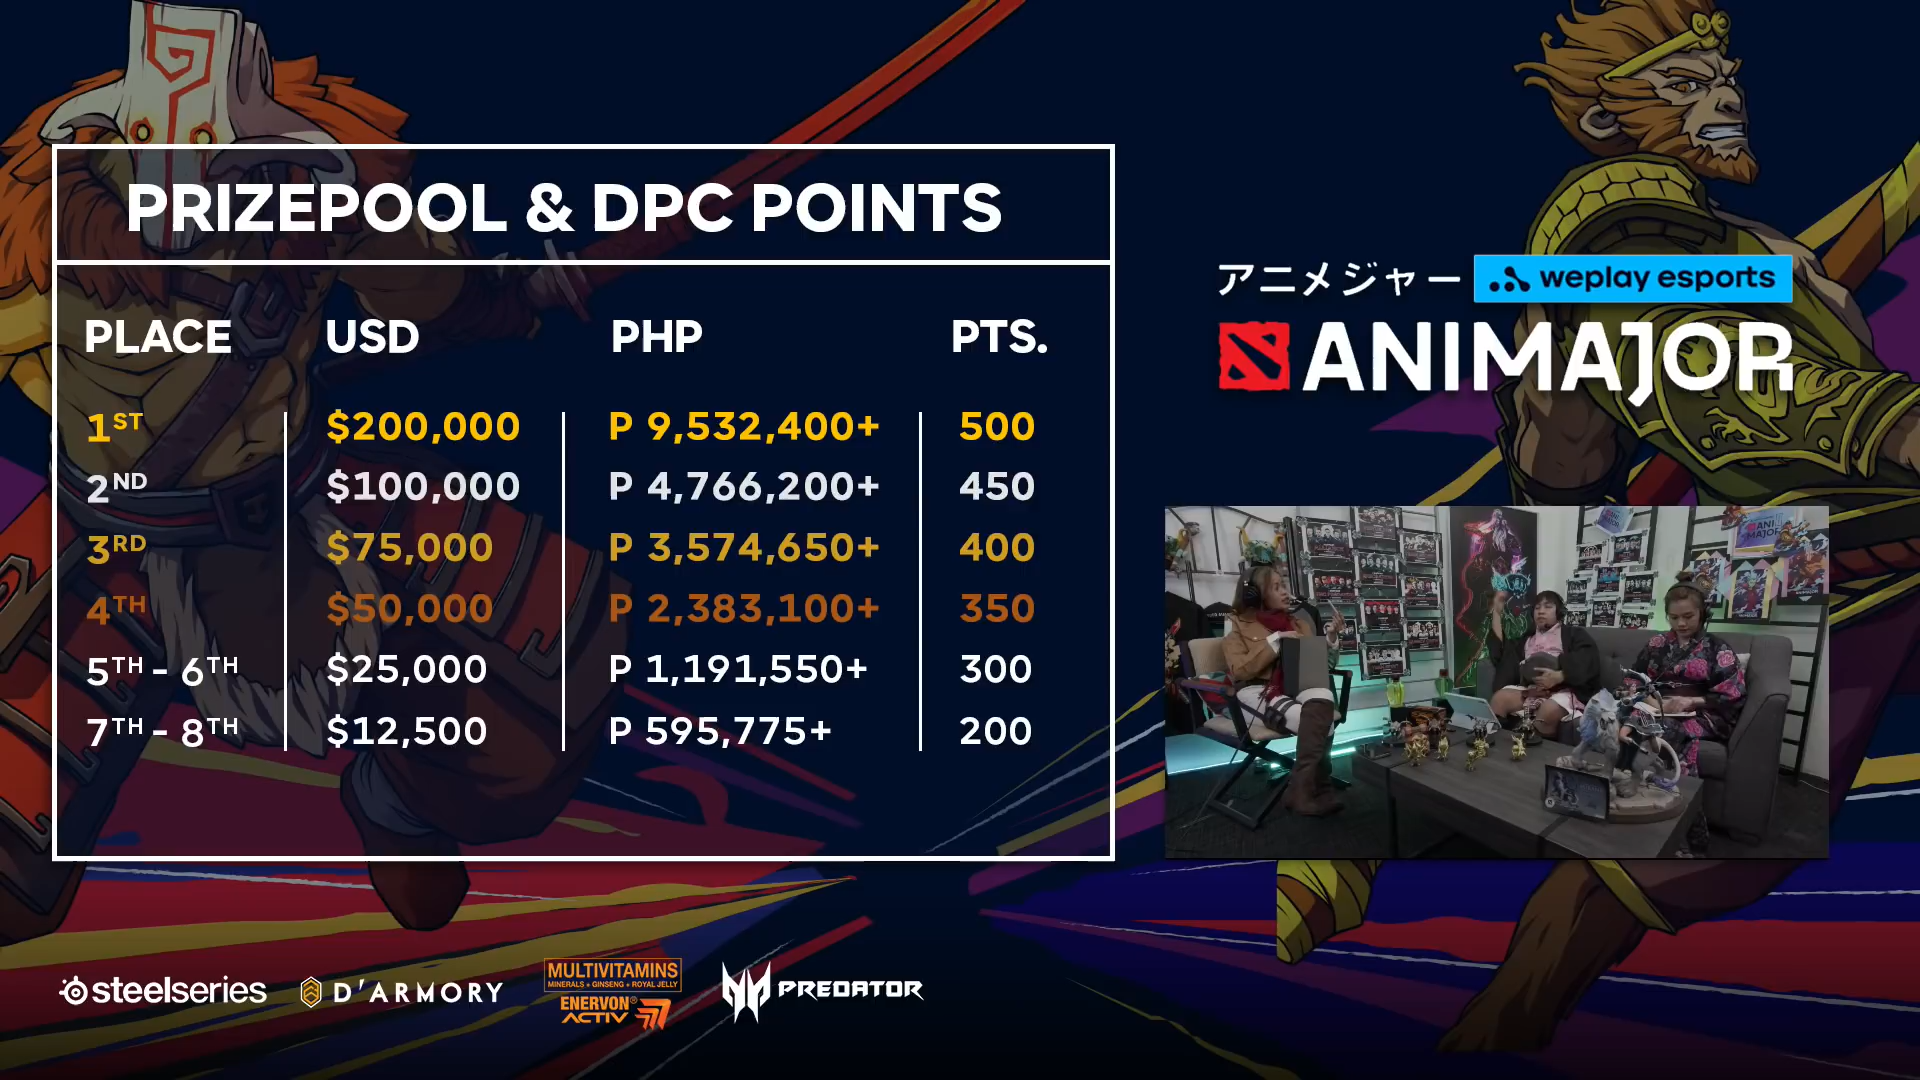 PRIZEPOOL & DPC POINTS
PLACE USD PHP PTS.
1ST $200,000 P 9,532,400+ 500
2ND $100,000 P 4,766,200+ 450
3RD $75,000 P 3,574,650+ 400
4TH $50,000 P 2,383,100+ 350
5TH - 6TH $25,000 P 1,191,550+ 300
7TH - 8TH $12,500 P 595,775+ 200
アニメジャー weplay esports
ANIMAJOR
steelseries D'ARMORY
MULTIVITAMINS
MINERALS + GINSENG + ROYAL JELLY
ENERVON®
ACTIV
PREDATOR